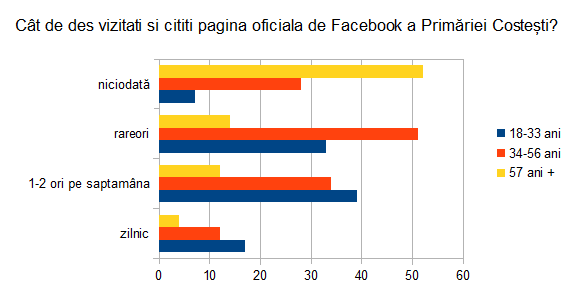 Cât de des vizitati si cititi pagina oficiala de Facebook a Primăriei Costești?
niciodată
rareori
1-2 ori pe saptamâna
zilnic
0 10 20 30 40 50 60
18-33 ani
34-56 ani
57 ani +